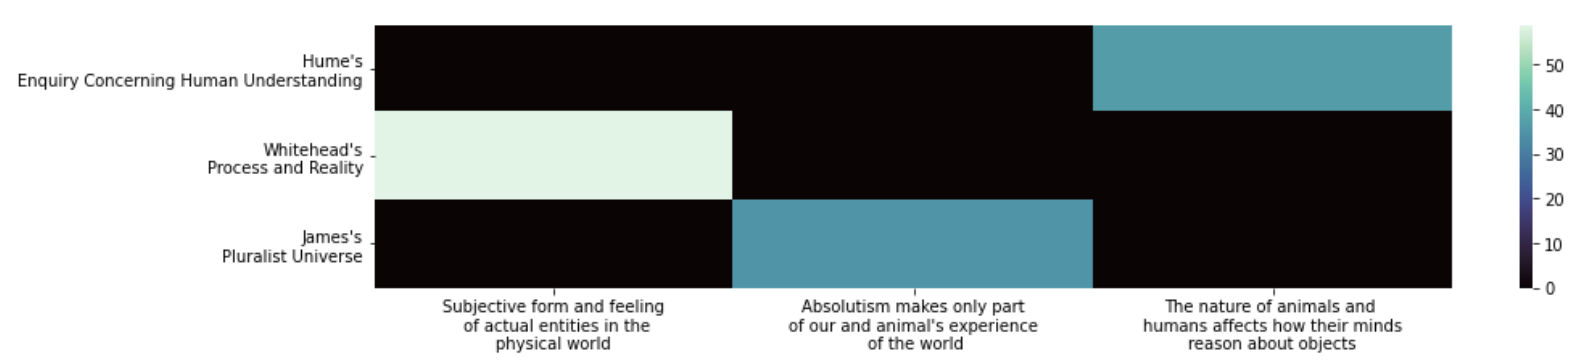 Hume's
Enquiry Concerning Human Understanding
Whitehead's
Process and Reality
James's
Pluralist Universe
Subjective form and feeling
of actual entities in the
physical world
Absolutism makes only part
of our and animal's experience
of the world
The nature of animals and
humans affects how their minds
reason about objects
50
40
30
20
10
0